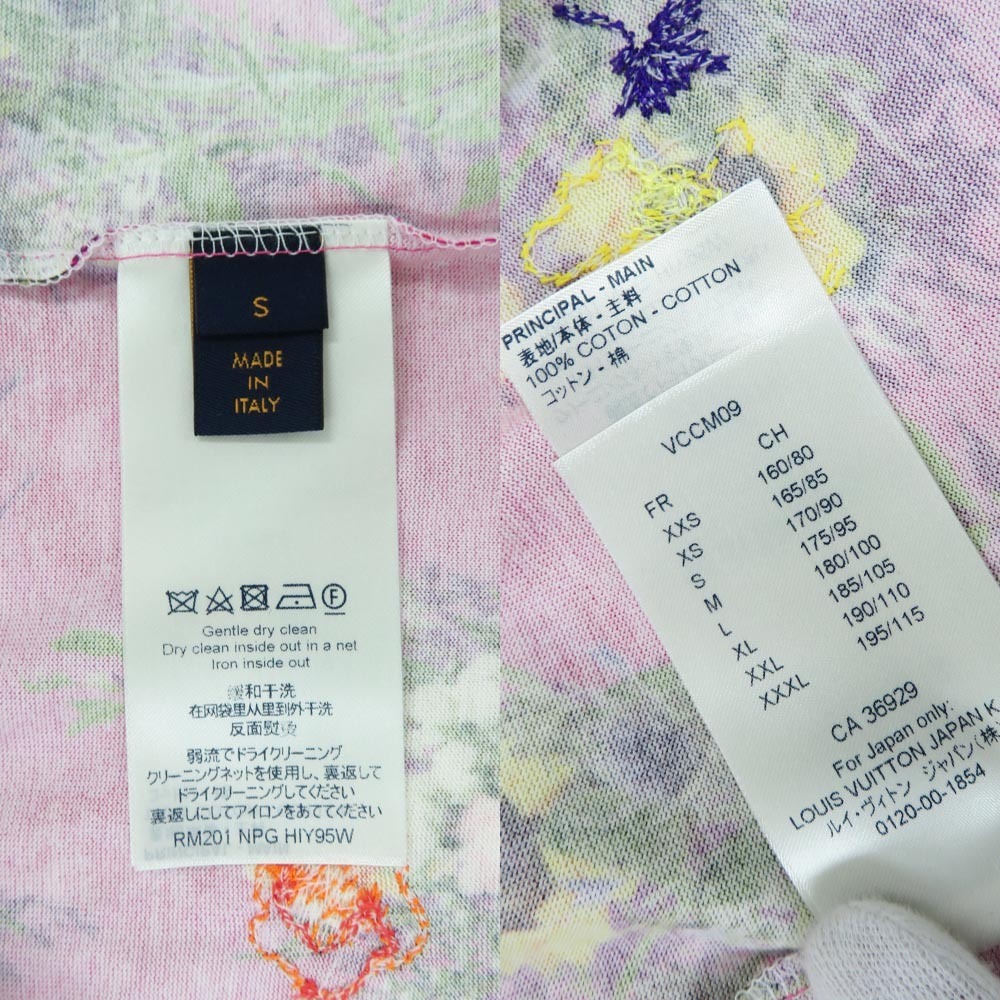 S
MADE
IN
ITALY
Gentle dry clean
Dry clean inside out in a net
Iron inside out
缓和干洗
在网袋里从里到外干洗
反面熨烫
弱流でドライクリーニング
クリーニングネットを使用し、裏返して
ドライクリーニングしてください
裏返しにしてアイロンをあててください
RM201 NPG HIY95W
PRINCIPAL - MAIN
表地/本体 - 主料
100% COTON - COTTON
コットン - 棉
VCCM09
FR CH
XXS 160/80
XS 165/85
S 170/90
M 175/95
L 180/100
XL 185/105
XXL 190/110
XXXL 195/115
CA 36929
For Japan only:
LOUIS VUITTON JAPAN K
ルイ・ヴィトン ジャパン(株)
0120-00-1854